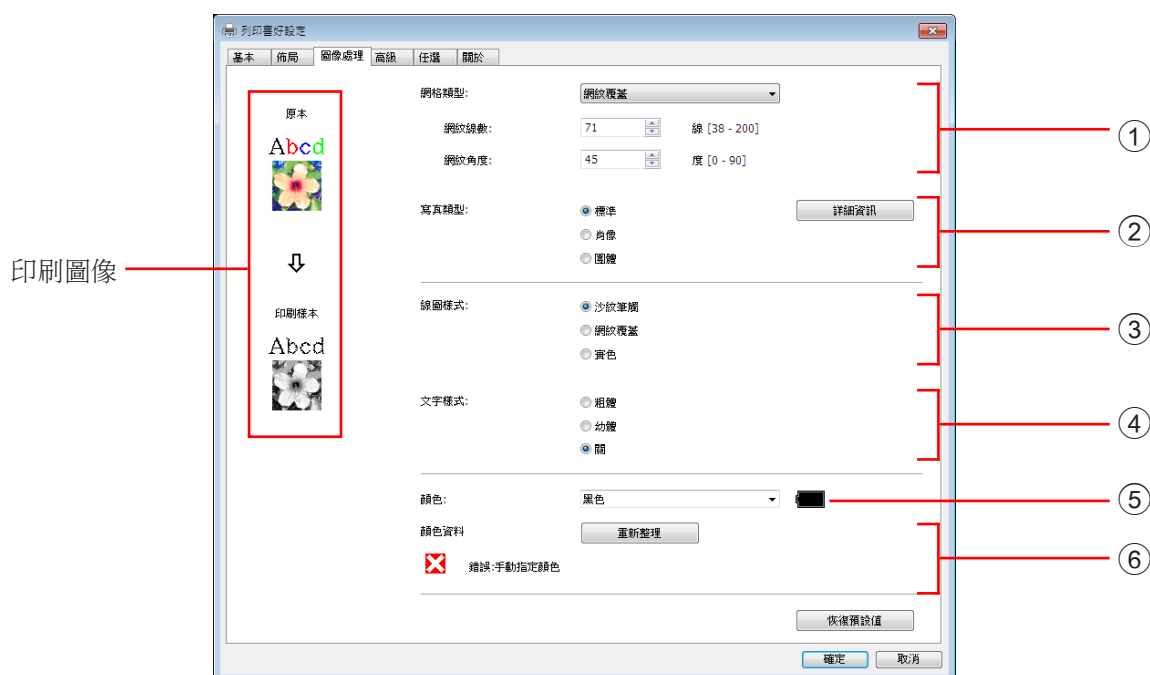 列印喜好設定
基本 佈局 圖像處理 高級 任選 關於
印刷圖像
原本
Abcd
印刷樣本
Abcd
網格類型: 網紋覆蓋
網紋線數: 71 線 [38 - 200]
網紋角度: 45 度 [0 - 90]
①
寫真類型: 標準 詳細資訊
肖像
團體
②
線圖樣式: 沙紋筆觸
網紋覆蓋
實色
③
文字樣式: 粗體
幼體
關
④
顏色: 黑色
⑤
顏色資料 重新整理
錯誤:手動指定顏色
⑥
恢復預設值
確定 取消